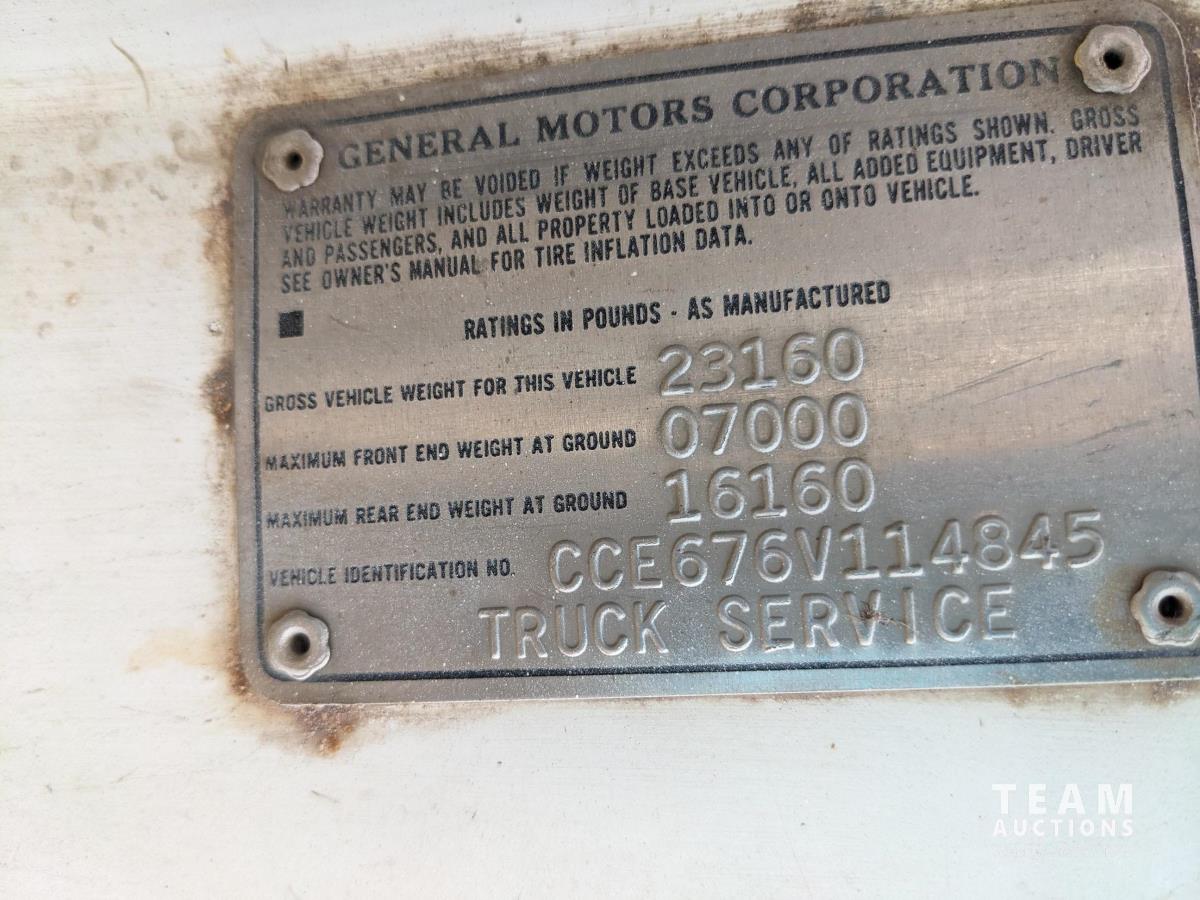 GENERAL MOTORS CORPORATION
WARRANTY MAY BE VOIDED IF WEIGHT EXCEEDS ANY OF RATINGS SHOWN. GROSS
VEHICLE WEIGHT INCLUDES WEIGHT OF BASE VEHICLE, ALL ADDED EQUIPMENT, DRIVER
AND PASSENGERS, AND ALL PROPERTY LOADED INTO OR ONTO VEHICLE.
SEE OWNER'S MANUAL FOR TIRE INFLATION DATA.
RATINGS IN POUNDS - AS MANUFACTURED
GROSS VEHICLE WEIGHT FOR THIS VEHICLE 23160
MAXIMUM FRONT END WEIGHT AT GROUND 07000
MAXIMUM REAR END WEIGHT AT GROUND 16160
VEHICLE IDENTIFICATION NO. CCE676V114845
TRUCK SERVICE
TEAM
AUCTIONS